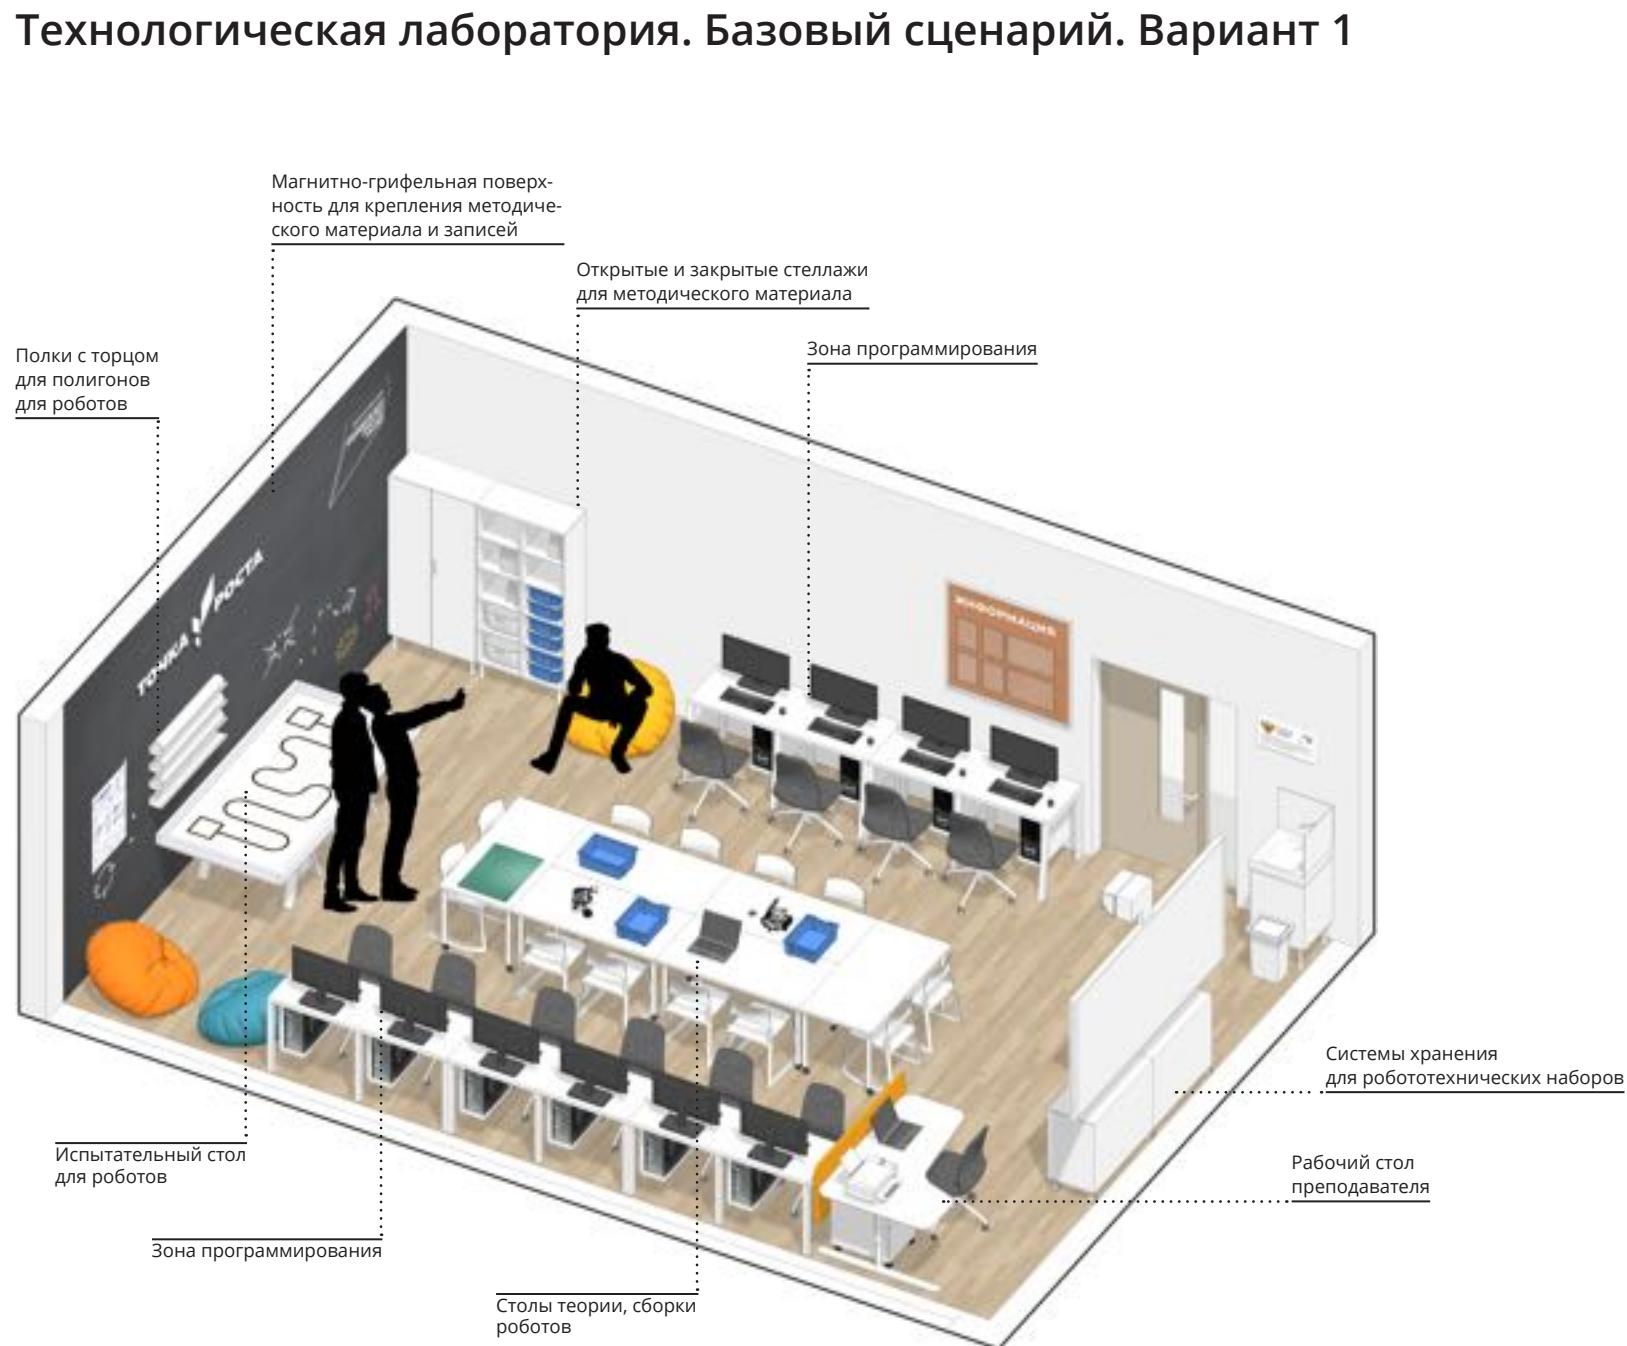 Технологическая лаборатория. Базовый сценарий. Вариант 1
Магнитно-грифельная поверх-
ность для крепления методиче-
ского материала и записей
Открытые и закрытые стеллажи
для методического материала
Зона программирования
Полки с торцом
для полигонов
для роботов
ТОЧКА РОСТА
ИНФОРМАЦИЯ
Системы хранения
для робототехнических наборов
Рабочий стол
преподавателя
Испытательный стол
для роботов
Зона программирования
Столы теории, сборки
роботов